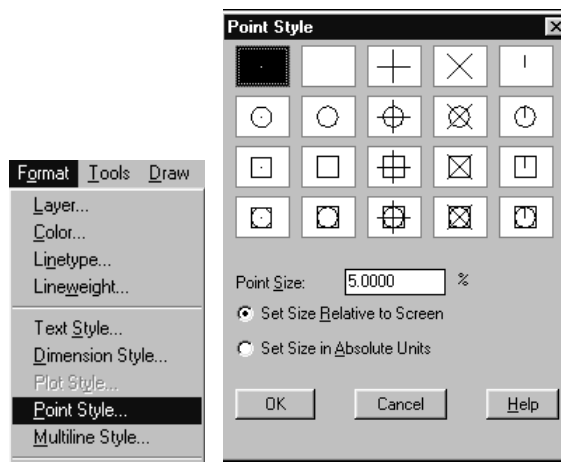 Format Tools Draw
Layer...
Color...
Linetype...
Lineweight...
Text Style...
Dimension Style...
Plot Style...
Point Style...
Multiline Style...
Point Style
Point Size: 5.0000 %
Set Size Relative to Screen
Set Size in Absolute Units
OK Cancel Help